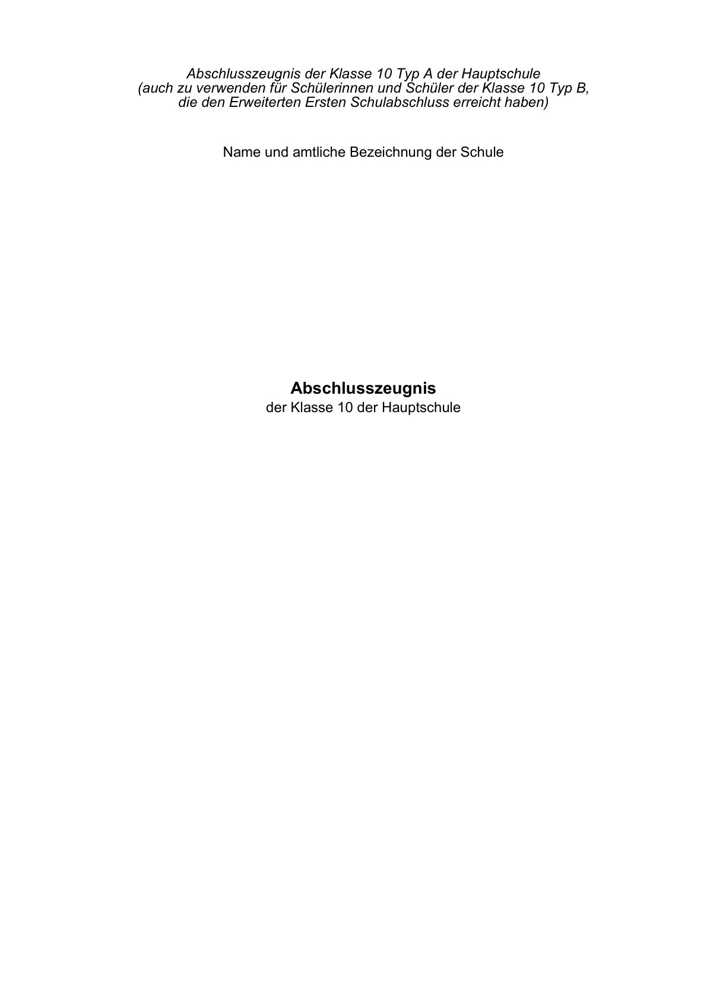 Abschlusszeugnis der Klasse 10 Typ A der Hauptschule
(auch zu verwenden für Schülerinnen und Schüler der Klasse 10 Typ B,
die den Erweiterten Ersten Schulabschluss erreicht haben)
Name und amtliche Bezeichnung der Schule
Abschlusszeugnis
der Klasse 10 der Hauptschule